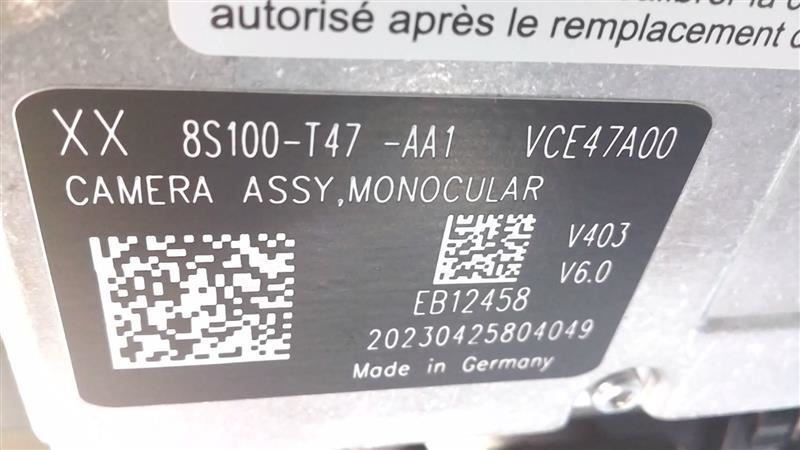 autorisé après le remplacement
XX 8S100-T47 -AA1 VCE47A00
CAMERA ASSY,MONOCULAR
V403
V6.0
EB12458
20230425804049
Made in Germany